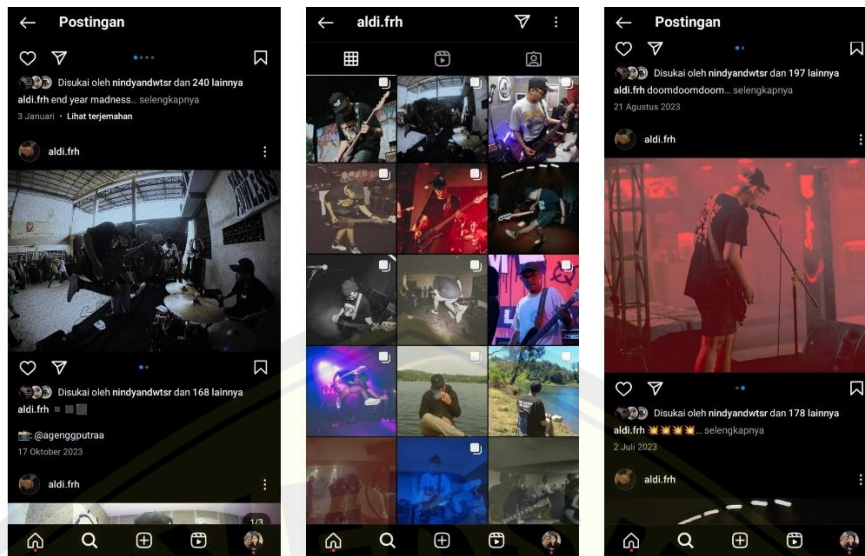 Postingan
Disukai oleh nindyandwtsr dan 240 lainnya
aldi.frh end year madness... selengkapnya
3 Januari • Lihat terjemahan
aldi.frh
Disukai oleh nindyandwtsr dan 168 lainnya
aldi.frh
📸: @agenggputraa
17 Oktober 2023
aldi.frh
1/3
aldi.frh
Postingan
Disukai oleh nindyandwtsr dan 197 lainnya
aldi.frh doomdoomdoom... selengkapnya
21 Agustus 2023
aldi.frh
Disukai oleh nindyandwtsr dan 178 lainnya
aldi.frh 💥💥💥💥... selengkapnya
2 Juli 2023
aldi.frh